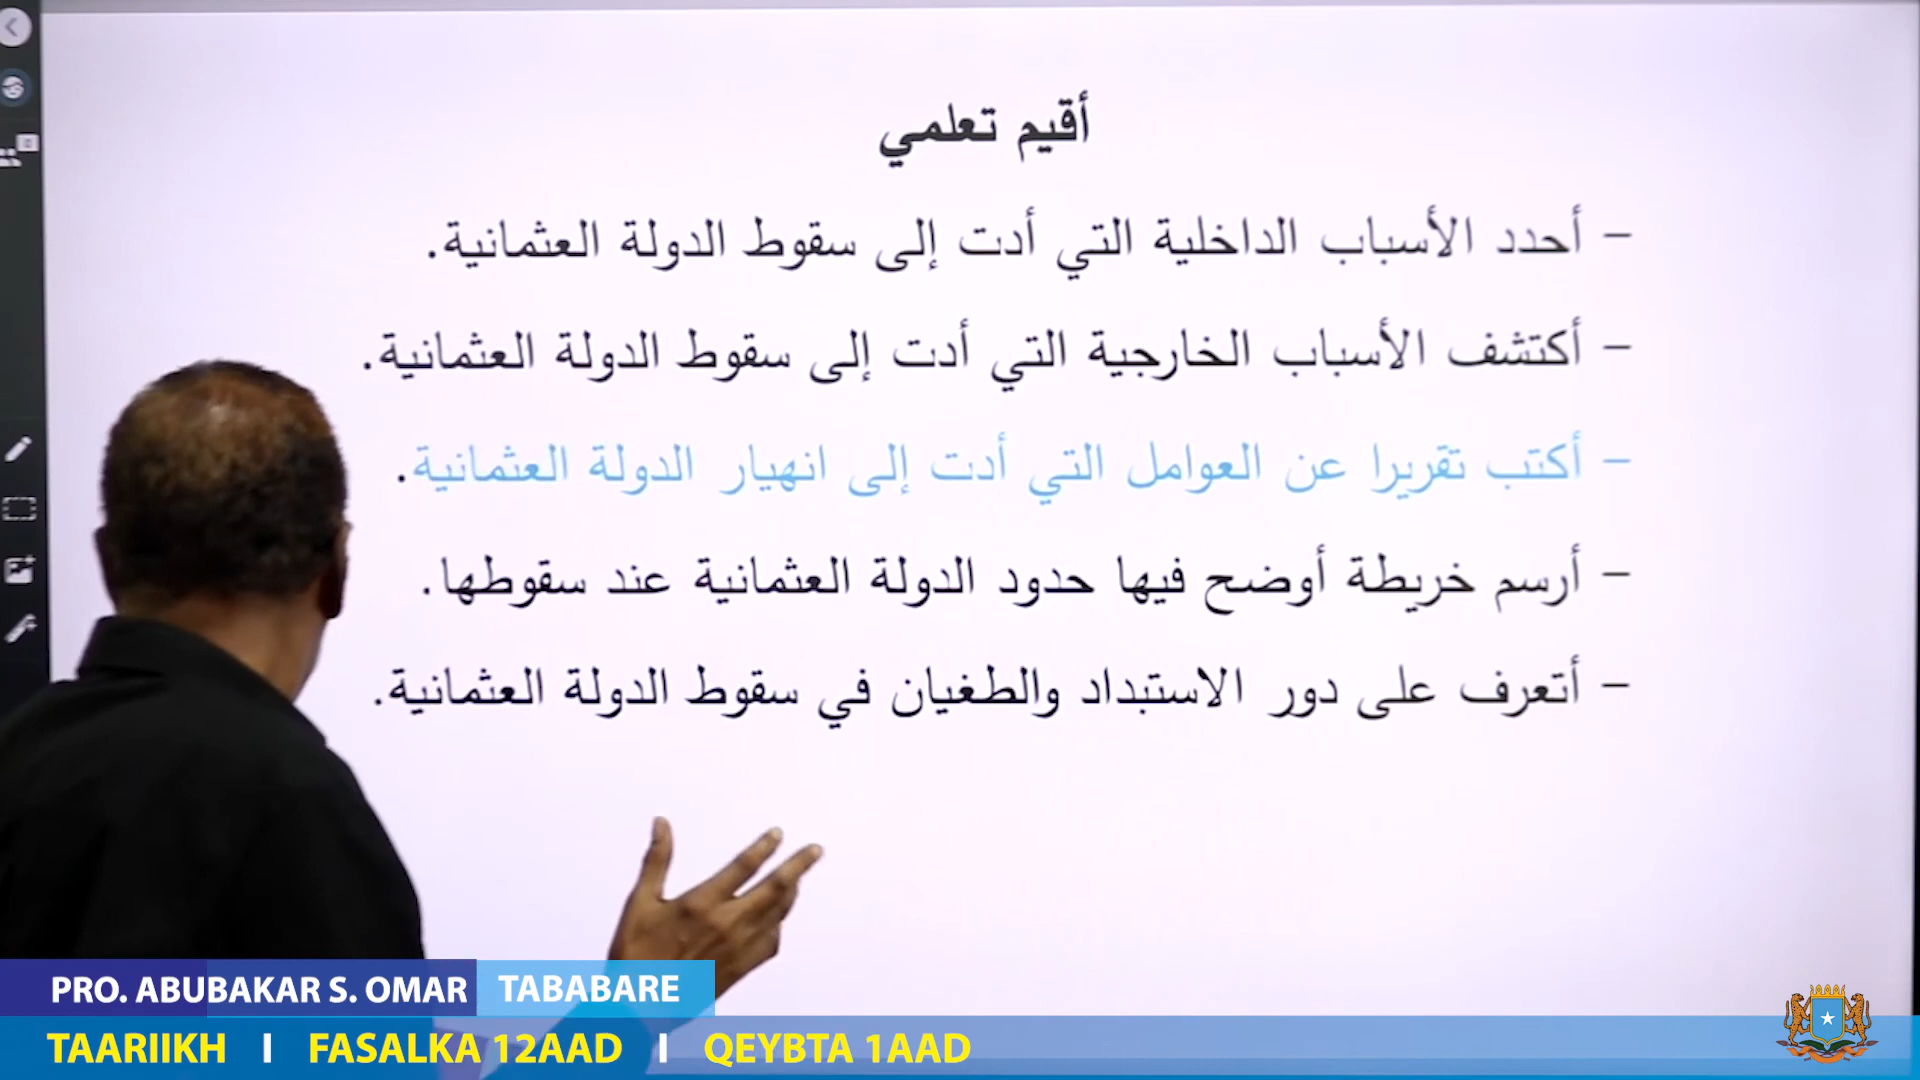 أقيم تعلمي
– أحدد الأسباب الداخلية التي أدت إلى سقوط الدولة العثمانية.
– أكتشف الأسباب الخارجية التي أدت إلى سقوط الدولة العثمانية.
– أكتب تقريرا عن العوامل التي أدت إلى انهيار الدولة العثمانية.
– أرسم خريطة أوضح فيها حدود الدولة العثمانية عند سقوطها.
– أتعرف على دور الاستبداد والطغيان في سقوط الدولة العثمانية.
PRO. ABUBAKAR S. OMAR TABABARE
TAARIIKH I FASALKA 12AAD I QEYBTA 1AAD